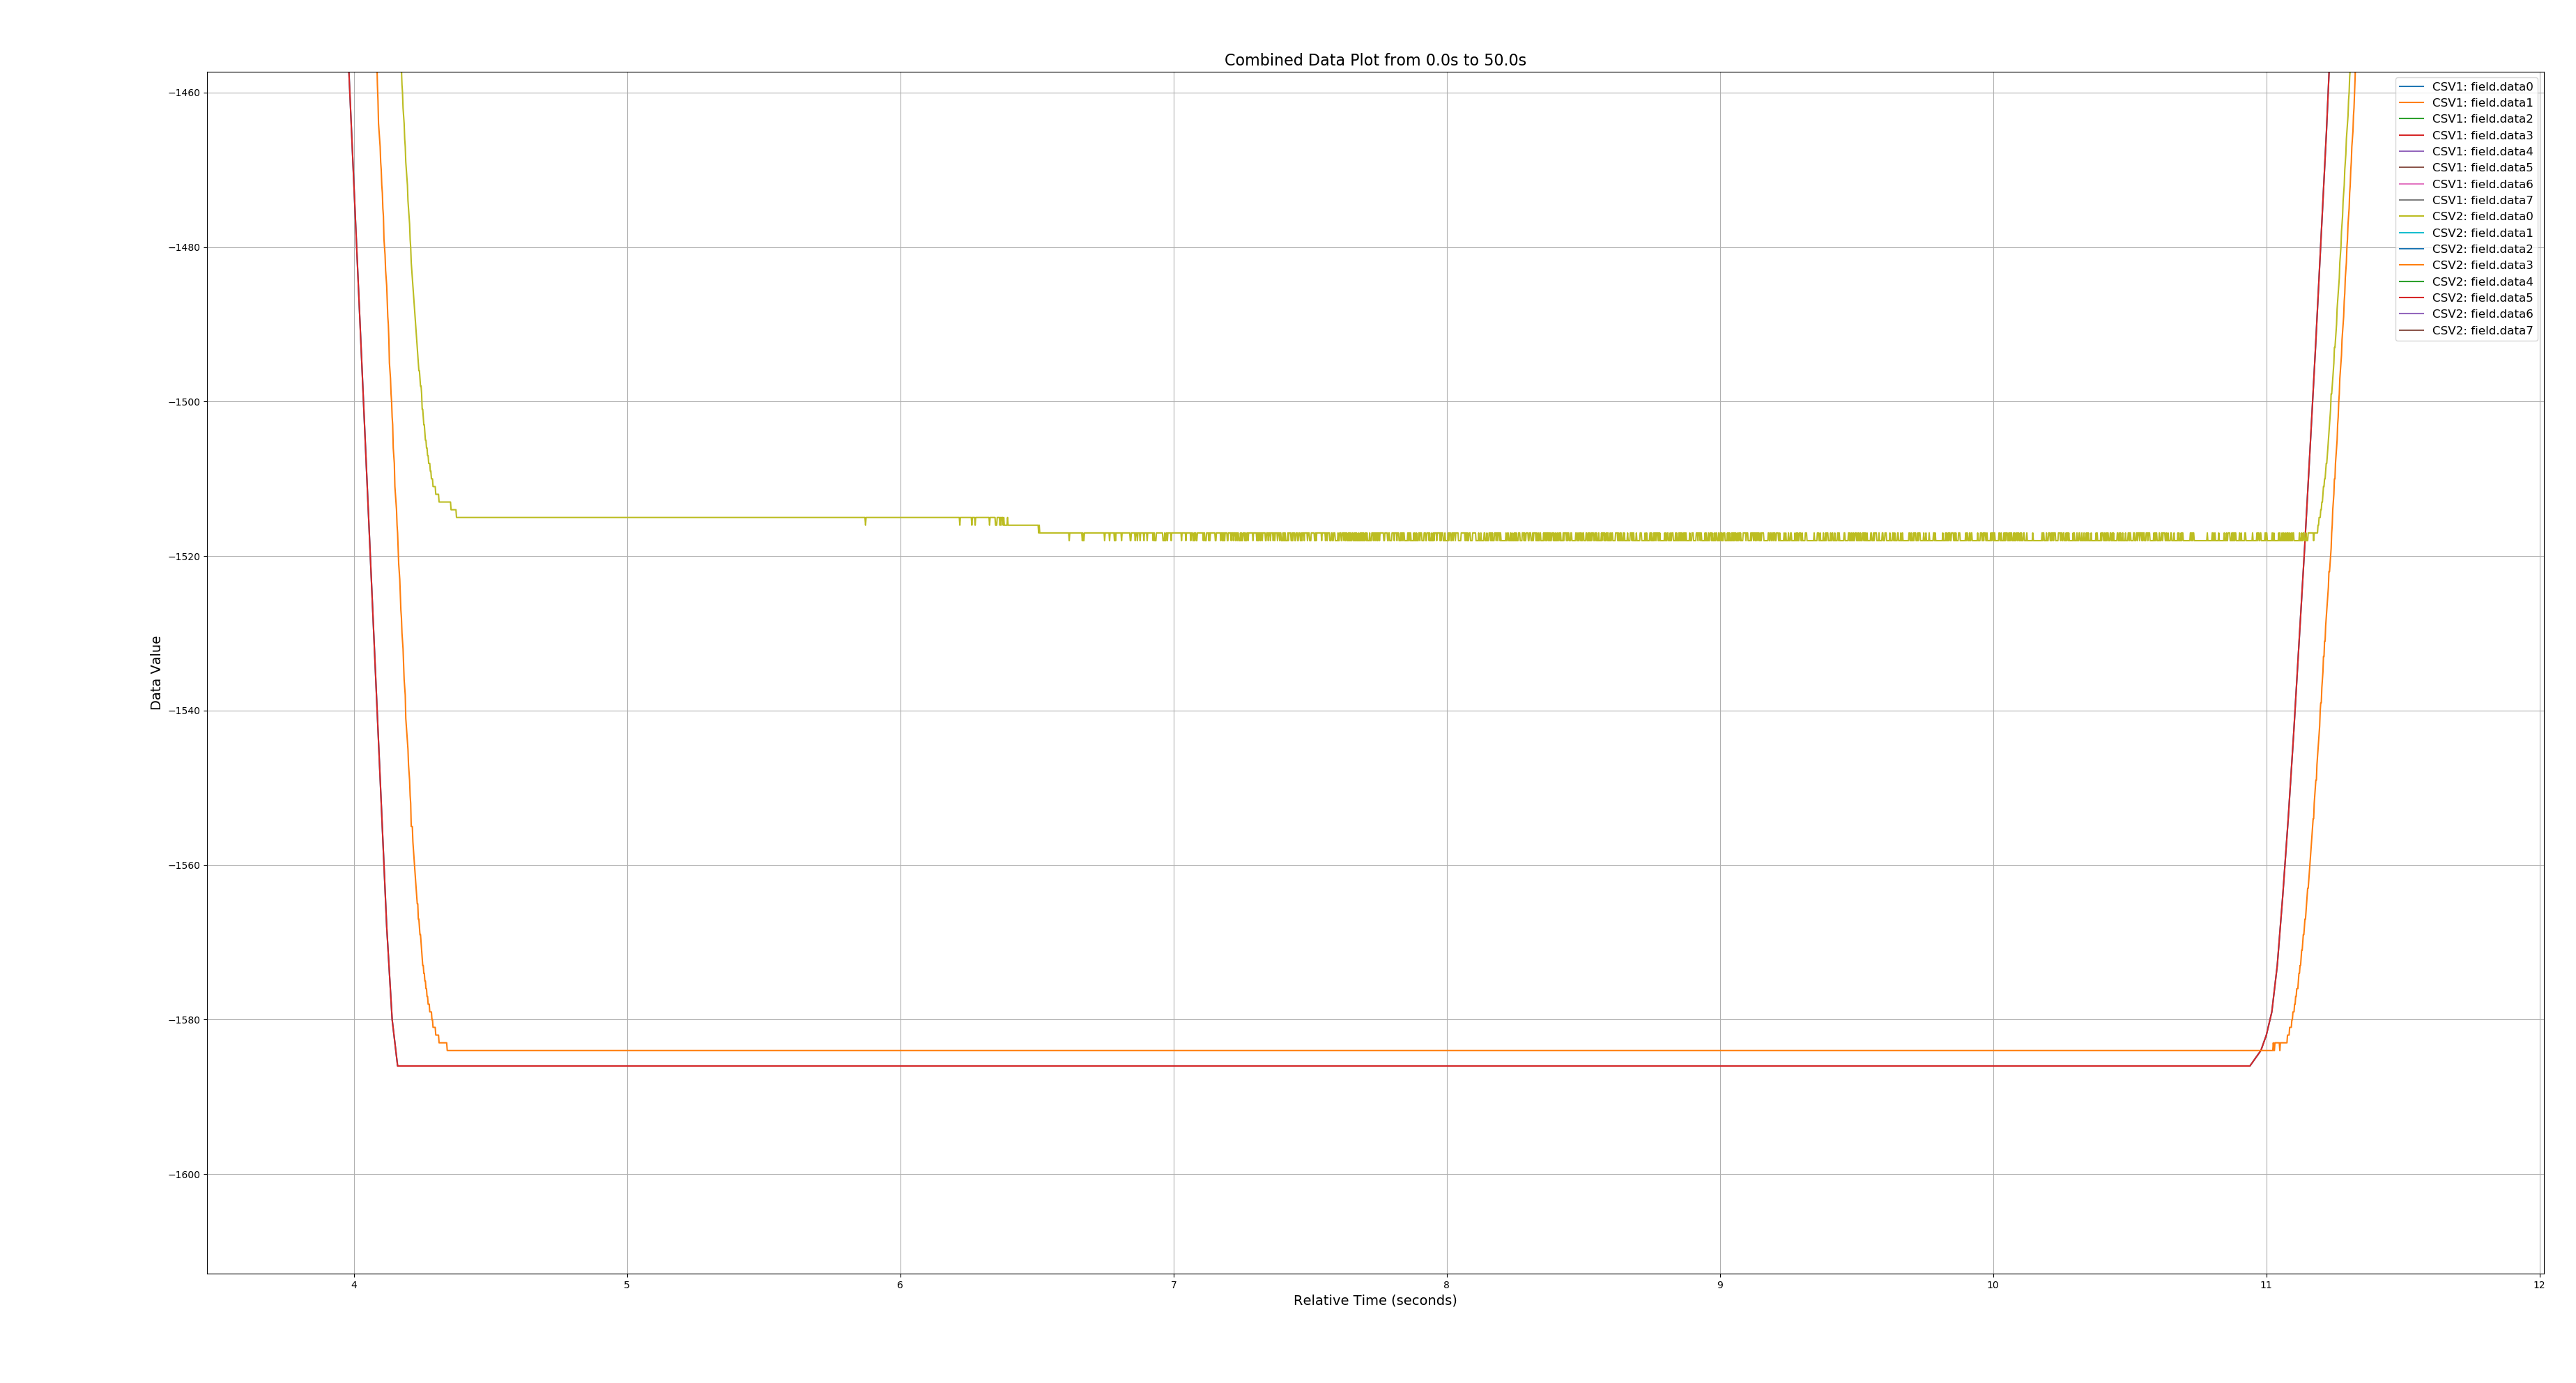 Combined Data Plot from 0.0s to 50.0s
−1460
−1480
−1500
−1520
−1540
−1560
−1580
−1600
Data Value
CSV1: field.data0
CSV1: field.data1
CSV1: field.data2
CSV1: field.data3
CSV1: field.data4
CSV1: field.data5
CSV1: field.data6
CSV1: field.data7
CSV2: field.data0
CSV2: field.data1
CSV2: field.data2
CSV2: field.data3
CSV2: field.data4
CSV2: field.data5
CSV2: field.data6
CSV2: field.data7
4 5 6 7 8 9 10 11 12
Relative Time (seconds)